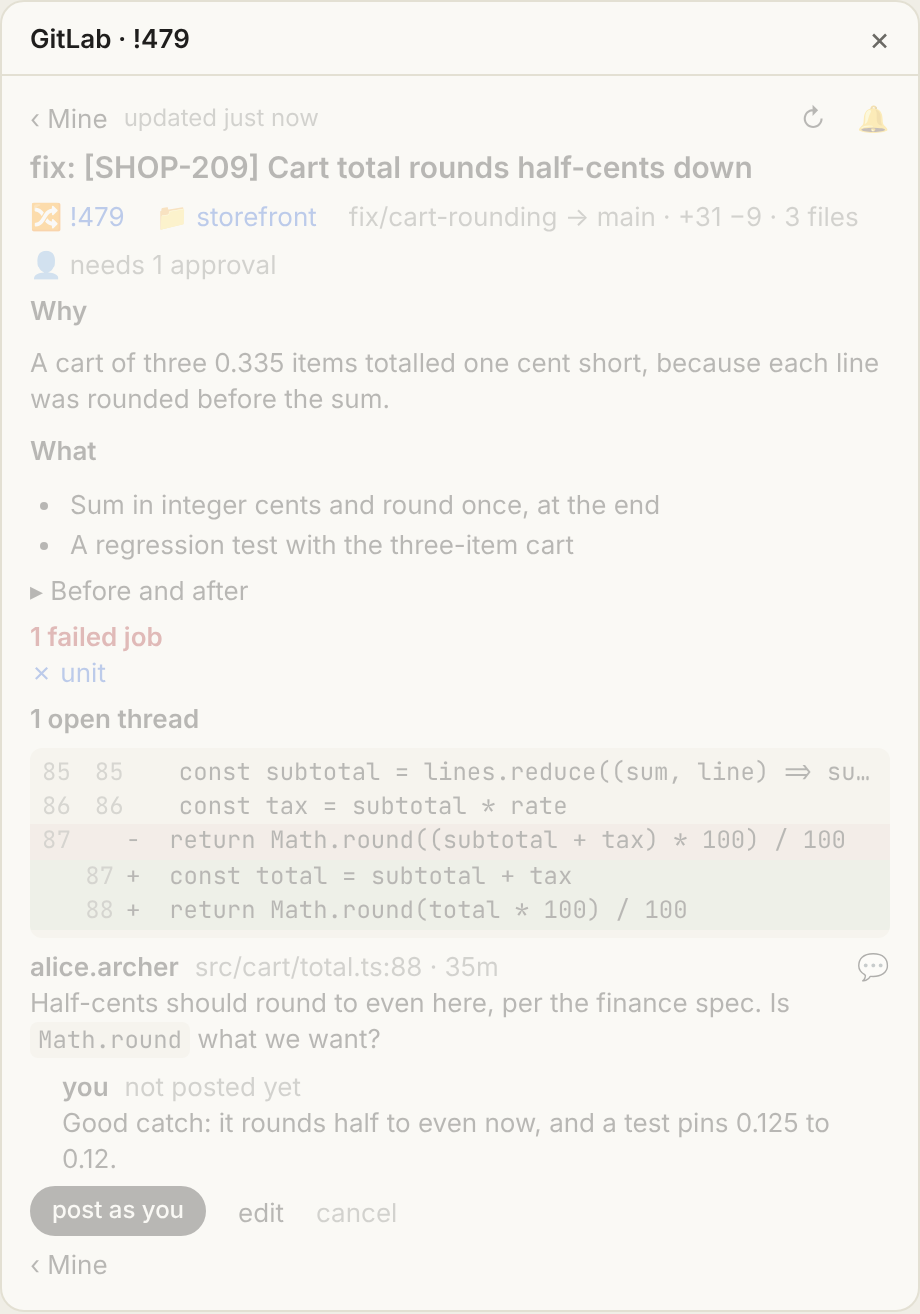 GitLab · !479 ×
‹ Mine updated just now
fix: [SHOP-209] Cart total rounds half-cents down
!479 storefront fix/cart-rounding → main · +31 −9 · 3 files
needs 1 approval
Why
A cart of three 0.335 items totalled one cent short, because each line
was rounded before the sum.
What
• Sum in integer cents and round once, at the end
• A regression test with the three-item cart
▸ Before and after
1 failed job
× unit
1 open thread
85 85 const subtotal = lines.reduce((sum, line) => su…
86 86 const tax = subtotal * rate
87 - return Math.round((subtotal + tax) * 100) / 100
87 + const total = subtotal + tax
88 + return Math.round(total * 100) / 100
alice.archer src/cart/total.ts:88 · 35m
Half-cents should round to even here, per the finance spec. Is
Math.round what we want?
you not posted yet
Good catch: it rounds half to even now, and a test pins 0.125 to
0.12.
post as you edit cancel
‹ Mine